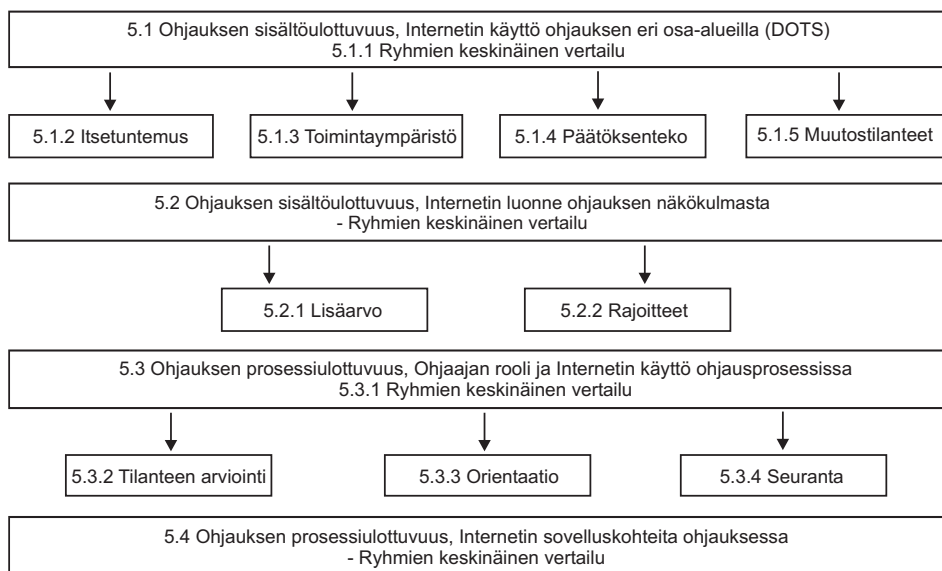 5.1 Ohjauksen sisältöulottuvuus, Internetin käyttö ohjauksen eri osa-alueilla (DOTS)
5.1.1 Ryhmien keskinäinen vertailu
5.1.2 Itsetuntemus
5.1.3 Toimintaympäristö
5.1.4 Päätöksenteko
5.1.5 Muutostilanteet
5.2 Ohjauksen sisältöulottuvuus, Internetin luonne ohjauksen näkökulmasta
- Ryhmien keskinäinen vertailu
5.2.1 Lisäarvo
5.2.2 Rajoitteet
5.3 Ohjauksen prosessiulottuvuus, Ohjaajan rooli ja Internetin käyttö ohjausprosessissa
5.3.1 Ryhmien keskinäinen vertailu
5.3.2 Tilanteen arviointi
5.3.3 Orientaatio
5.3.4 Seuranta
5.4 Ohjauksen prosessiulottuvuus, Internetin sovelluskohteita ohjauksessa
- Ryhmien keskinäinen vertailu